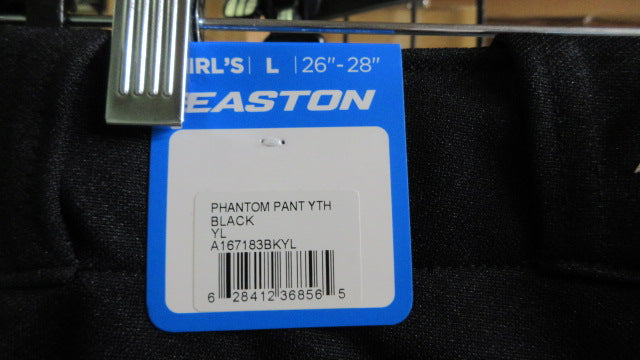 IRL'S | L | 26"-28"
EASTON
PHANTOM PANT YTH
BLACK
YL
A167183BKYL
6 28412 36856 5